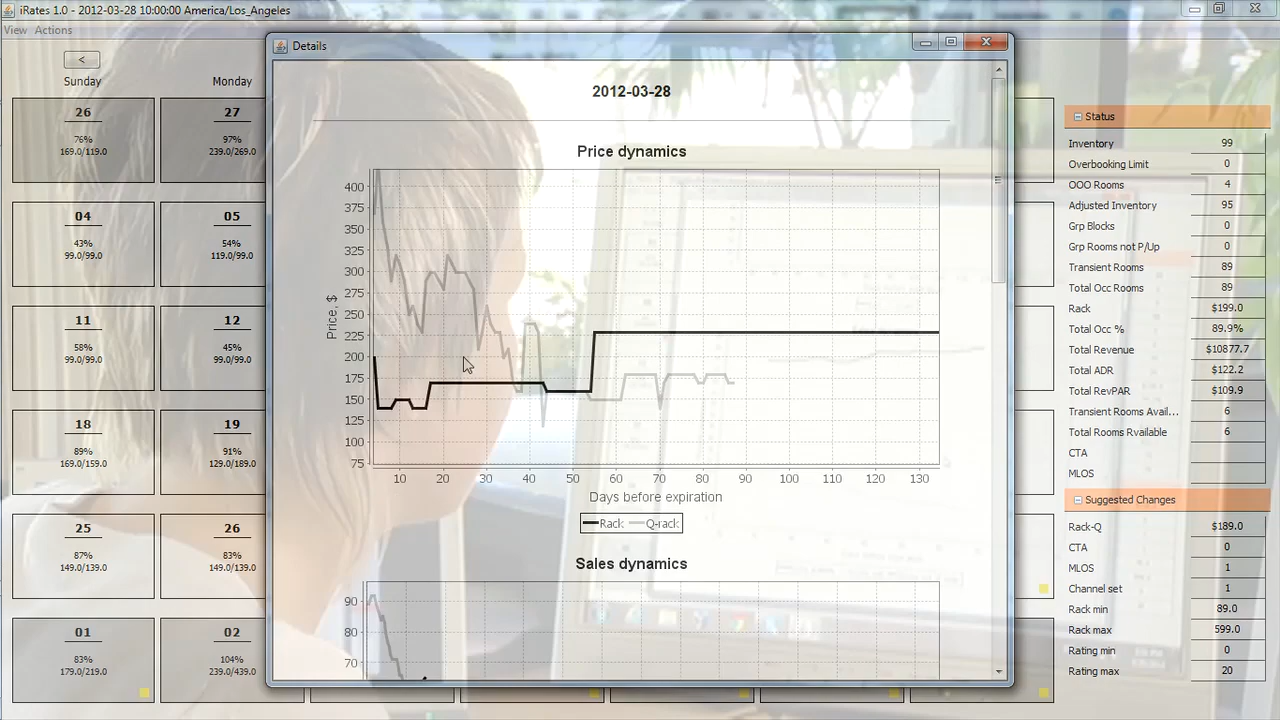 iRates 1.0 - 2012-03-28 10:00:00 America/Los_Angeles
View Actions
<
Sunday Monday
26
76%
169.0/119.0
27
97%
239.0/269.0
04
43%
99.0/99.0
05
54%
119.0/99.0
11
58%
99.0/99.0
12
45%
99.0/99.0
18
89%
169.0/159.0
19
91%
129.0/189.0
25
87%
149.0/139.0
26
83%
149.0/139.0
01
83%
179.0/219.0
02
104%
239.0/439.0
Details
2012-03-28
Price dynamics
Price, $
400
375
350
325
300
275
250
225
200
175
150
125
100
75
10 20 30 40 50 60 70 80 90 100 110 120 130
Days before expiration
Rack Q-rack
Sales dynamics
90
80
70
Status
Inventory 99
Overbooking Limit 0
OOO Rooms 4
Adjusted Inventory 95
Grp Blocks 0
Grp Rooms not P/Up 0
Transient Rooms 89
Total Occ Rooms 89
Rack $199.0
Total Occ % 89.9%
Total Revenue $10877.7
Total ADR $122.2
Total RevPAR $109.9
Transient Rooms Avail... 6
Total Rooms Rvailable 6
CTA
MLOS
Suggested Changes
Rack-Q $189.0
CTA 0
MLOS 1
Channel set 1
Rack min 89.0
Rack max 599.0
Rating min 0
Rating max 20